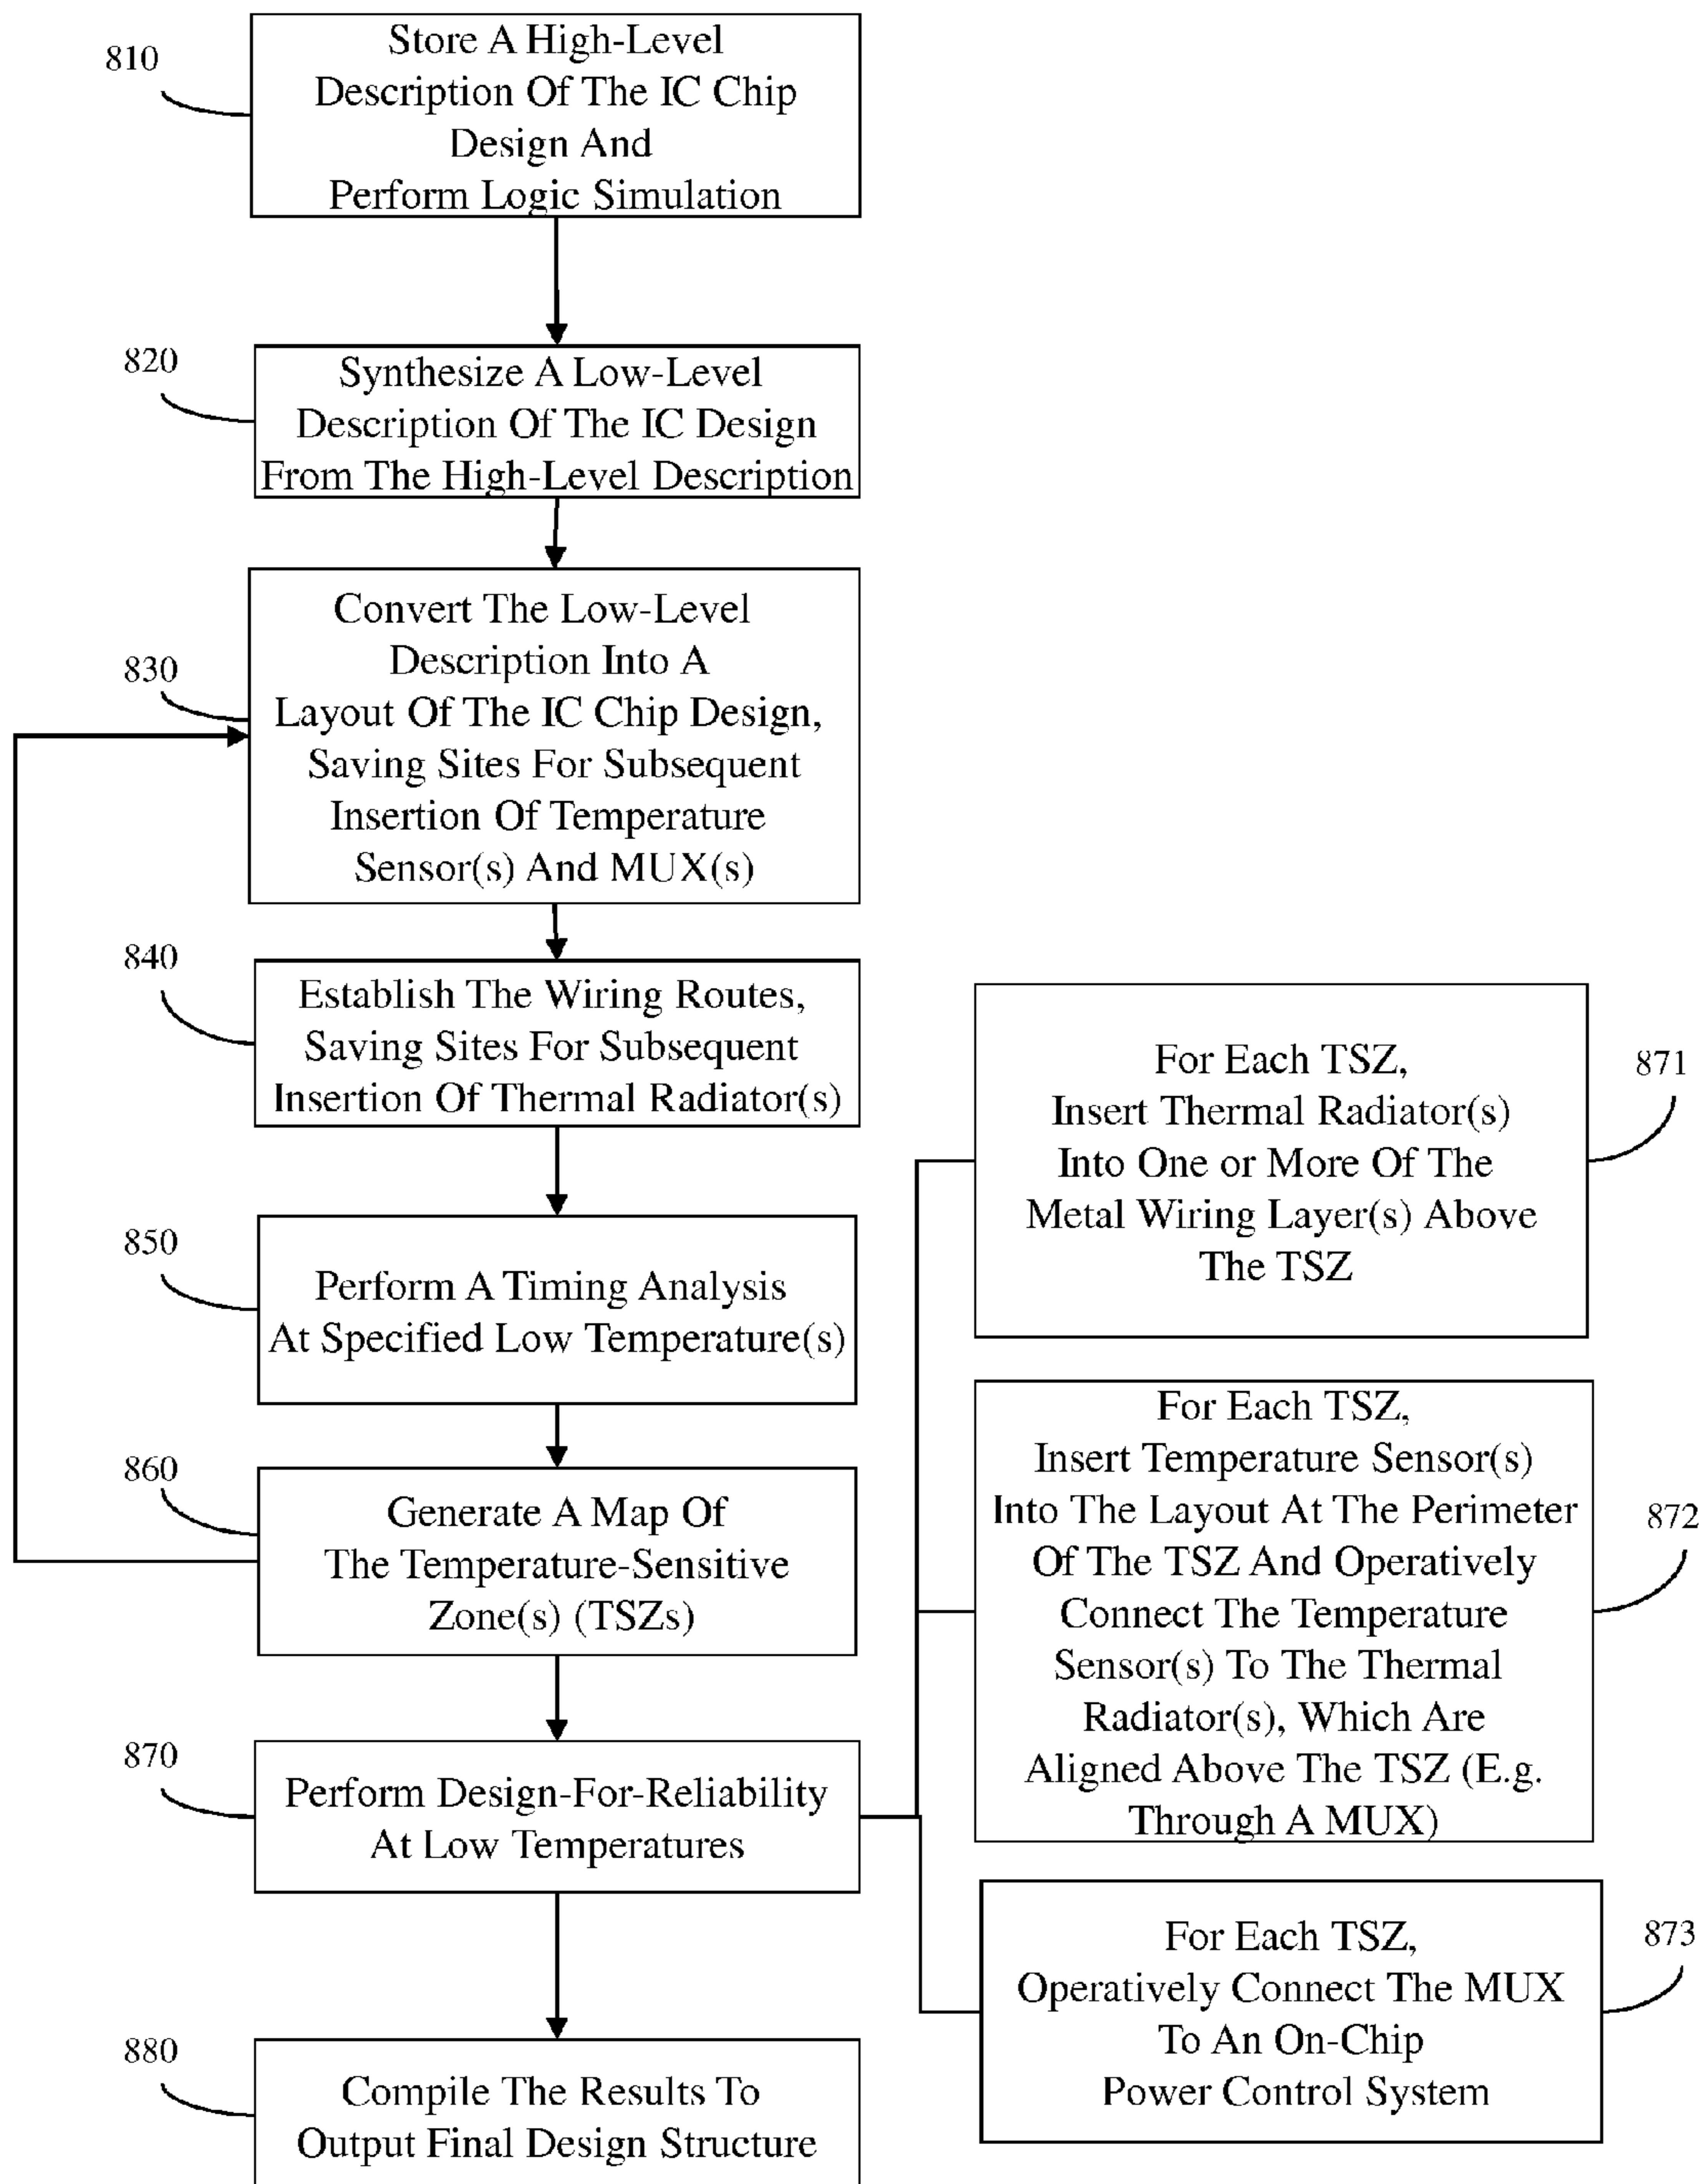 810
Store A High-Level
Description Of The IC Chip
Design And
Perform Logic Simulation
820
Synthesize A Low-Level
Description Of The IC Design
From The High-Level Description
830
Convert The Low-Level
Description Into A
Layout Of The IC Chip Design,
Saving Sites For Subsequent
Insertion Of Temperature
Sensor(s) And MUX(s)
840
Establish The Wiring Routes,
Saving Sites For Subsequent
Insertion Of Thermal Radiator(s)
850
Perform A Timing Analysis
At Specified Low Temperature(s)
860
Generate A Map Of
The Temperature-Sensitive
Zone(s) (TSZs)
870
Perform Design-For-Reliability
At Low Temperatures
871
For Each TSZ,
Insert Thermal Radiator(s)
Into One or More Of The
Metal Wiring Layer(s) Above
The TSZ
872
For Each TSZ,
Insert Temperature Sensor(s)
Into The Layout At The Perimeter
Of The TSZ And Operatively
Connect The Temperature
Sensor(s) To The Thermal
Radiator(s), Which Are
Aligned Above The TSZ (E.g.
Through A MUX)
873
For Each TSZ,
Operatively Connect The MUX
To An On-Chip
Power Control System
880
Compile The Results To
Output Final Design Structure